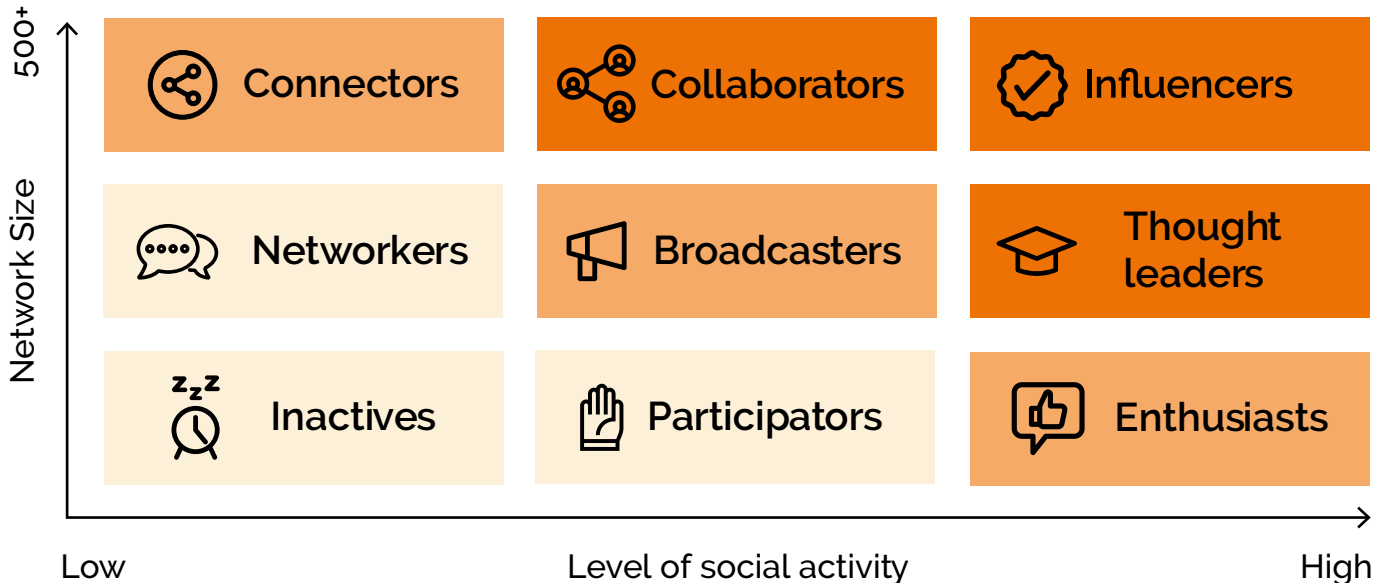 500+
Connectors
Collaborators
Influencers
Network Size
Networkers
Broadcasters
Thought
leaders
zzz
Inactives
Participators
Enthusiasts
Low
Level of social activity
High